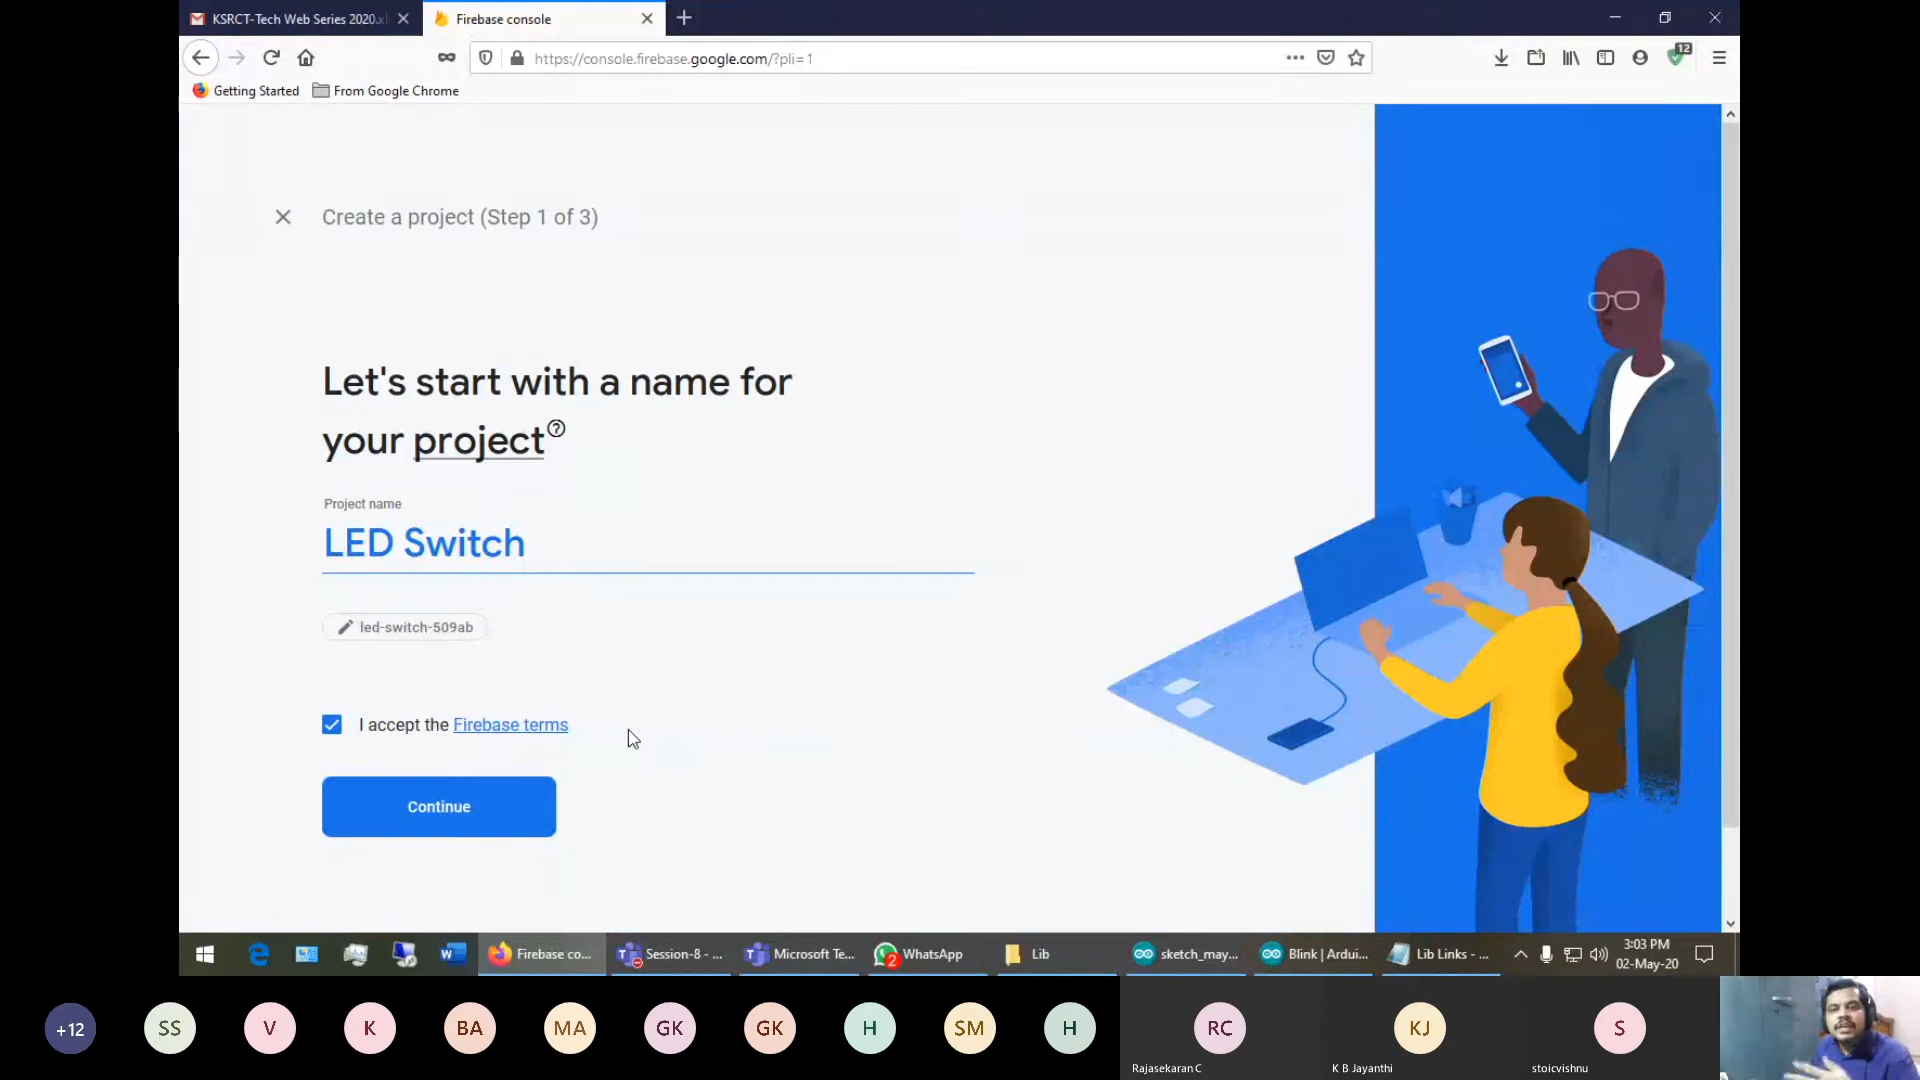 KSRCT-Tech Web Series 2020.x
Firebase console
https://console.firebase.google.com/?pli=1
12
Getting Started
From Google Chrome
Create a project (Step 1 of 3)
Let's start with a name for
your project
Project name
LED Switch
led-switch-509ab
I accept the Firebase terms
Continue
Firebase co...
Session-8 - ...
Microsoft Te...
2
WhatsApp
Lib
sketch_may...
Blink | Ardui...
Lib Links - ...
3:03 PM
02-May-20
+12
SS
V
K
BA
MA
GK
GK
H
SM
H
RC
KJ
S
Rajasekaran C
K B Jayanthi
stoicvishnu